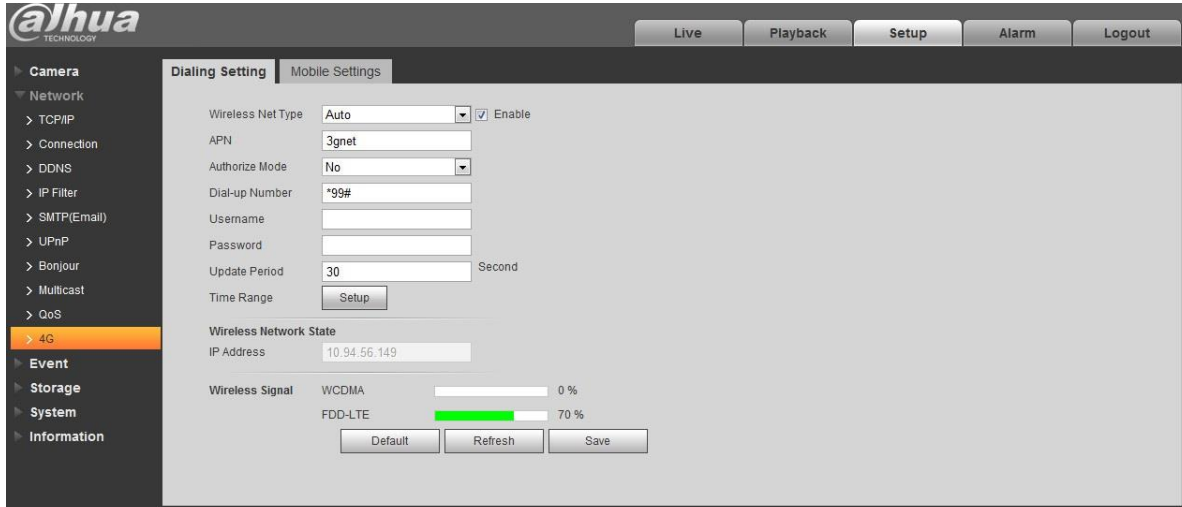 alhua
TECHNOLOGY
Live Playback Setup Alarm Logout
Camera
Network
TCP/IP
Connection
DDNS
IP Filter
SMTP(Email)
UPnP
Bonjour
Multicast
QoS
4G
Event
Storage
System
Information
Dialing Setting Mobile Settings
Wireless Net Type Auto Enable
APN 3gnet
Authorize Mode No
Dial-up Number *99#
Username
Password
Update Period 30 Second
Time Range Setup
Wireless Network State
IP Address 10.94.56.149
Wireless Signal WCDMA 0 %
FDD-LTE 70 %
Default Refresh Save